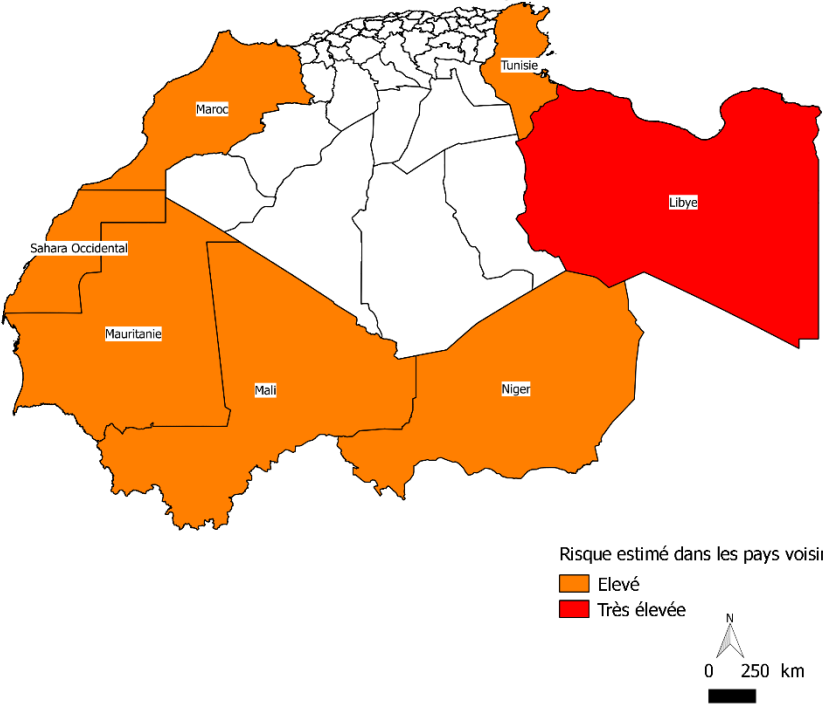 Tunisie
Maroc
Libye
Sahara Occidental
Mauritanie
Mali
Niger
Risque estimé dans les pays voisi
Elevé
Très élevée
N
0 250 km